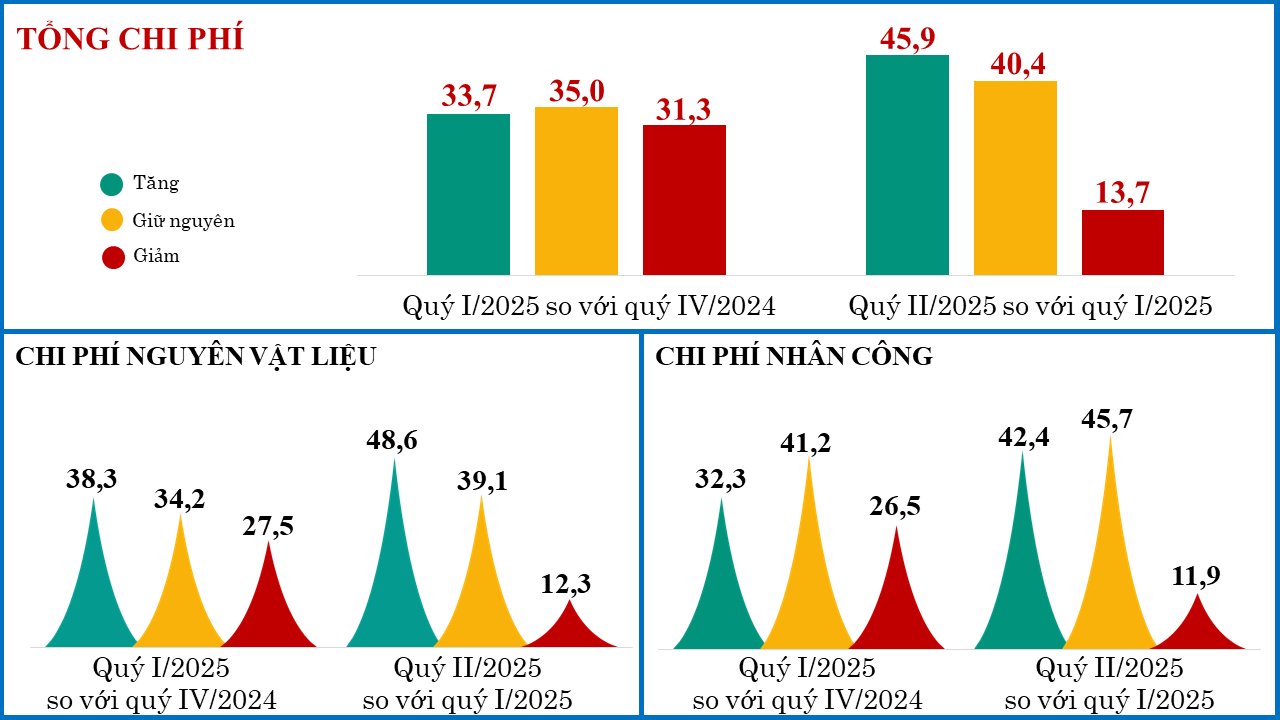 TỔNG CHI PHÍ
Tăng
Giữ nguyên
Giảm
33,7
35,0
31,3
45,9
40,4
13,7
Quý I/2025 so với quý IV/2024
Quý II/2025 so với quý I/2025
CHI PHÍ NGUYÊN VẬT LIỆU
38,3
34,2
27,5
48,6
39,1
12,3
Quý I/2025
so với quý IV/2024
Quý II/2025
so với quý I/2025
CHI PHÍ NHÂN CÔNG
32,3
41,2
26,5
42,4
45,7
11,9
Quý I/2025
so với quý IV/2024
Quý II/2025
so với quý I/2025